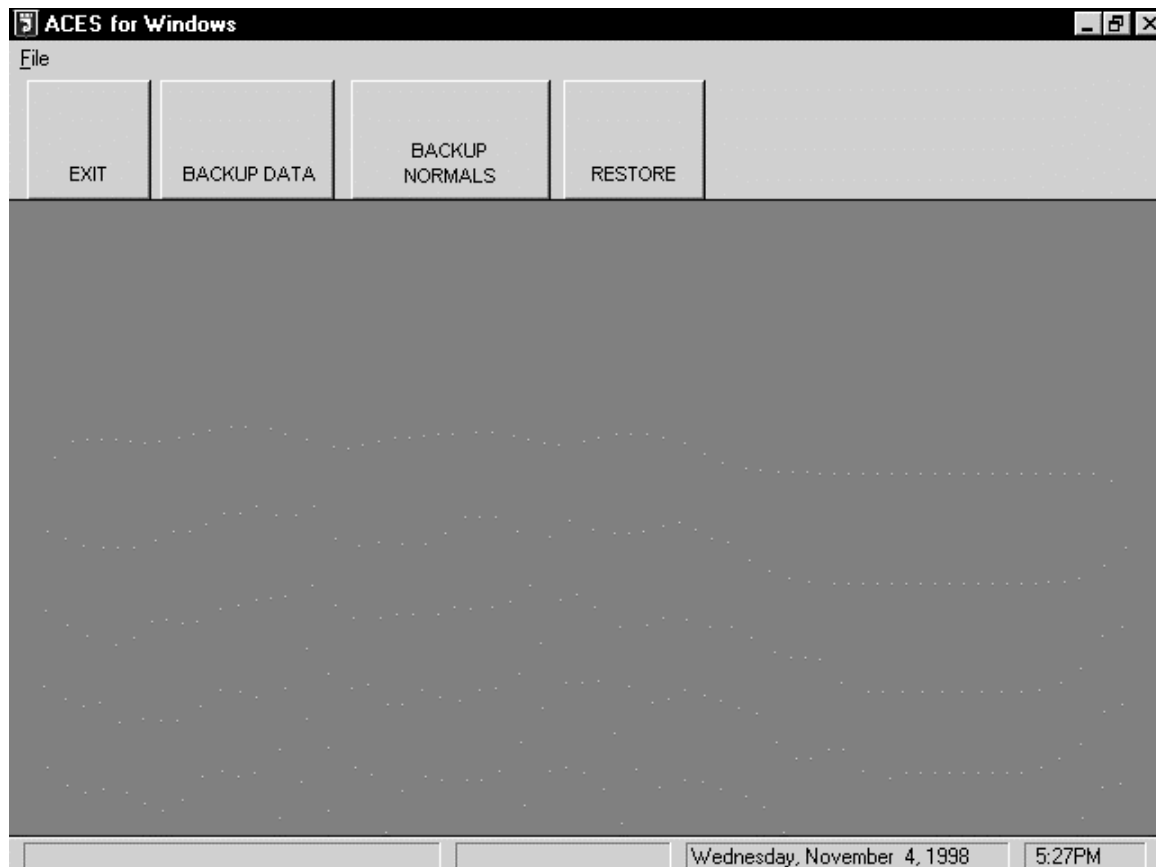 ACES for Windows
File
EXIT
BACKUP DATA
BACKUP
NORMALS
RESTORE
Wednesday, November 4, 1998
5:27PM